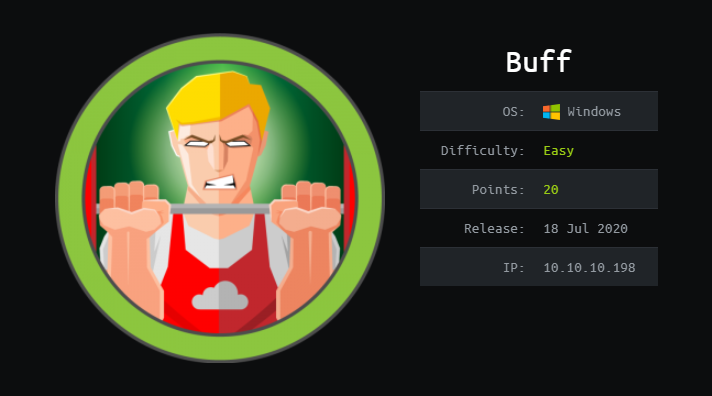 Buff
OS: Windows
Difficulty: Easy
Points: 20
Release: 18 Jul 2020
IP: 10.10.10.198